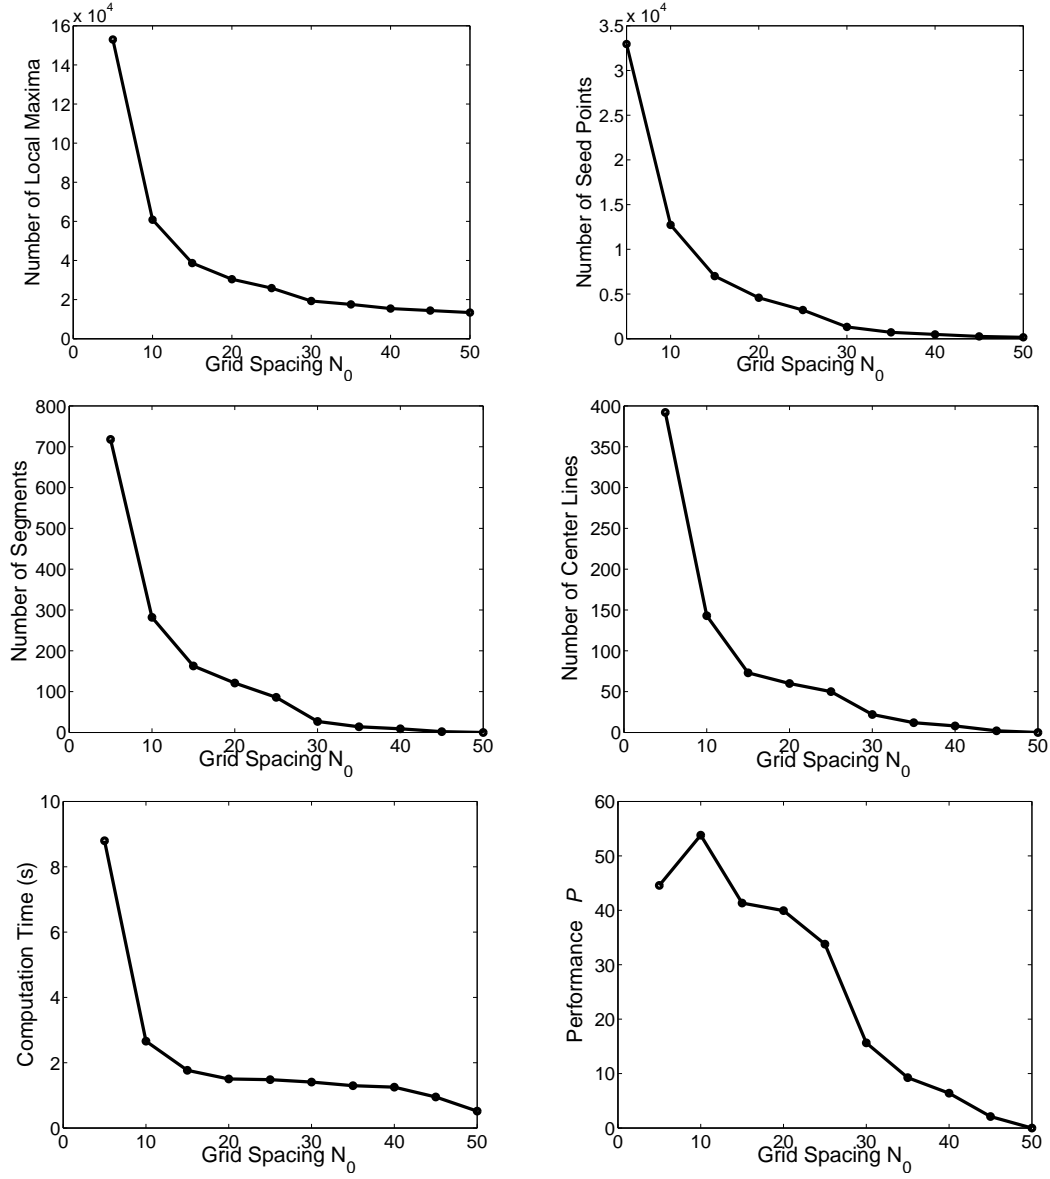 x 10^4
16
14
12
10
8
6
4
2
0
Number of Local Maxima
0 10 20 30 40 50
Grid Spacing N_0
x 10^4
3.5
3
2.5
2
1.5
1
0.5
0
Number of Seed Points
10 20 30 40 50
Grid Spacing N_0
800
700
600
500
400
300
200
100
0
Number of Segments
0 10 20 30 40 50
Grid Spacing N_0
400
350
300
250
200
150
100
50
0
Number of Center Lines
0 10 20 30 40 50
Grid Spacing N_0
10
8
6
4
2
0
Computation Time (s)
0 10 20 30 40 50
Grid Spacing N_0
60
50
40
30
20
10
0
Performance P
0 10 20 30 40 50
Grid Spacing N_0